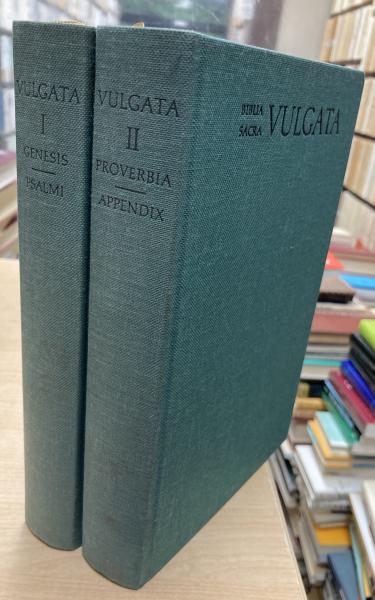 VULGATA
I
GENESIS
PSALMI
VULGATA
II
PROVERBIA
APPENDIX
BIBLIA
SACRA VULGATA